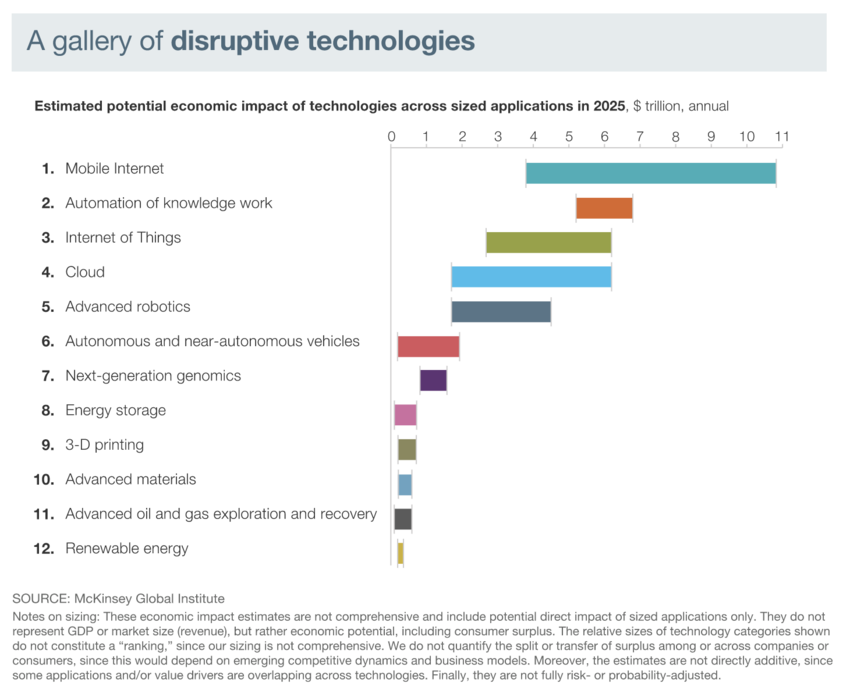 A gallery of disruptive technologies
Estimated potential economic impact of technologies across sized applications in 2025, $ trillion, annual
0 1 2 3 4 5 6 7 8 9 10 11
1. Mobile Internet
2. Automation of knowledge work
3. Internet of Things
4. Cloud
5. Advanced robotics
6. Autonomous and near-autonomous vehicles
7. Next-generation genomics
8. Energy storage
9. 3-D printing
10. Advanced materials
11. Advanced oil and gas exploration and recovery
12. Renewable energy
SOURCE: McKinsey Global Institute
Notes on sizing: These economic impact estimates are not comprehensive and include potential direct impact of sized applications only. They do not
represent GDP or market size (revenue), but rather economic potential, including consumer surplus. The relative sizes of technology categories shown
do not constitute a “ranking,” since our sizing is not comprehensive. We do not quantify the split or transfer of surplus among or across companies or
consumers, since this would depend on emerging competitive dynamics and business models. Moreover, the estimates are not directly additive, since
some applications and/or value drivers are overlapping across technologies. Finally, they are not fully risk- or probability-adjusted.